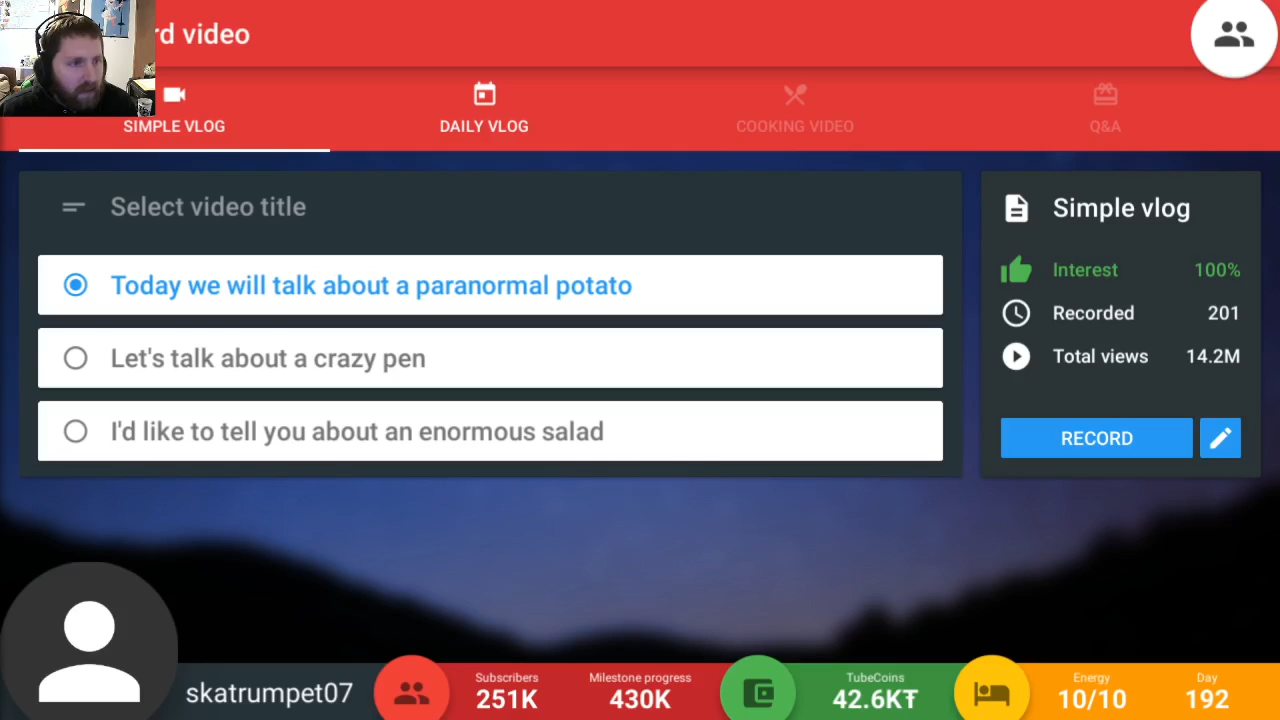 rd video
SIMPLE VLOG
DAILY VLOG
COOKING VIDEO
Q&A
Select video title
Today we will talk about a paranormal potato
Let's talk about a crazy pen
I'd like to tell you about an enormous salad
Simple vlog
Interest 100%
Recorded 201
Total views 14.2M
RECORD
skatrumpet07
Subscribers
251K
Milestone progress
430K
TubeCoins
42.6KŦ
Energy
10/10
Day
192